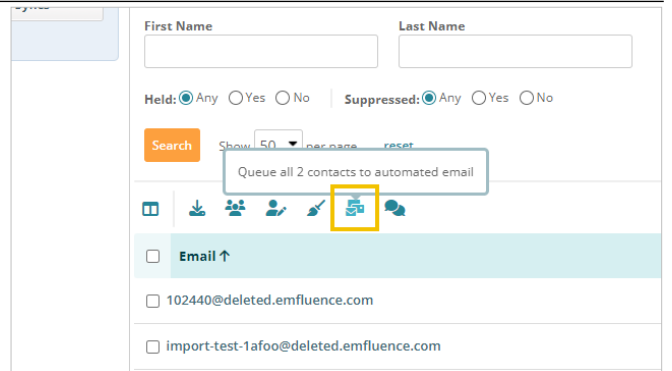 First Name
Last Name
Held: Any Yes No Suppressed: Any Yes No
Search Show 50 per page reset
Queue all 2 contacts to automated email
Email ↑
102440@deleted.emfluence.com
import-test-1afoo@deleted.emfluence.com